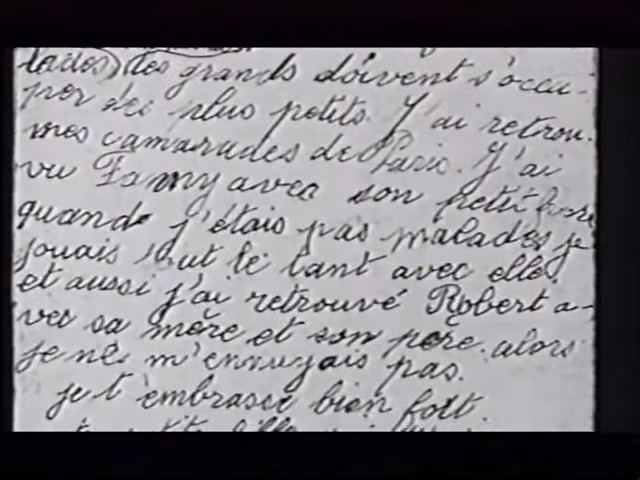 lades) les grands doivent s'occu-
per des plus petits. J'ai retrou-
mes camarades de Paris. J'ai
vu Fanny avec son petit frère
quand j'étais pas malades je
jouais tout le tant avec elle.
et aussi j'ai retrouvé Robert a-
vec sa mère et son père. alors
je ne m'ennuyais pas.
je t'embrasse bien fort.